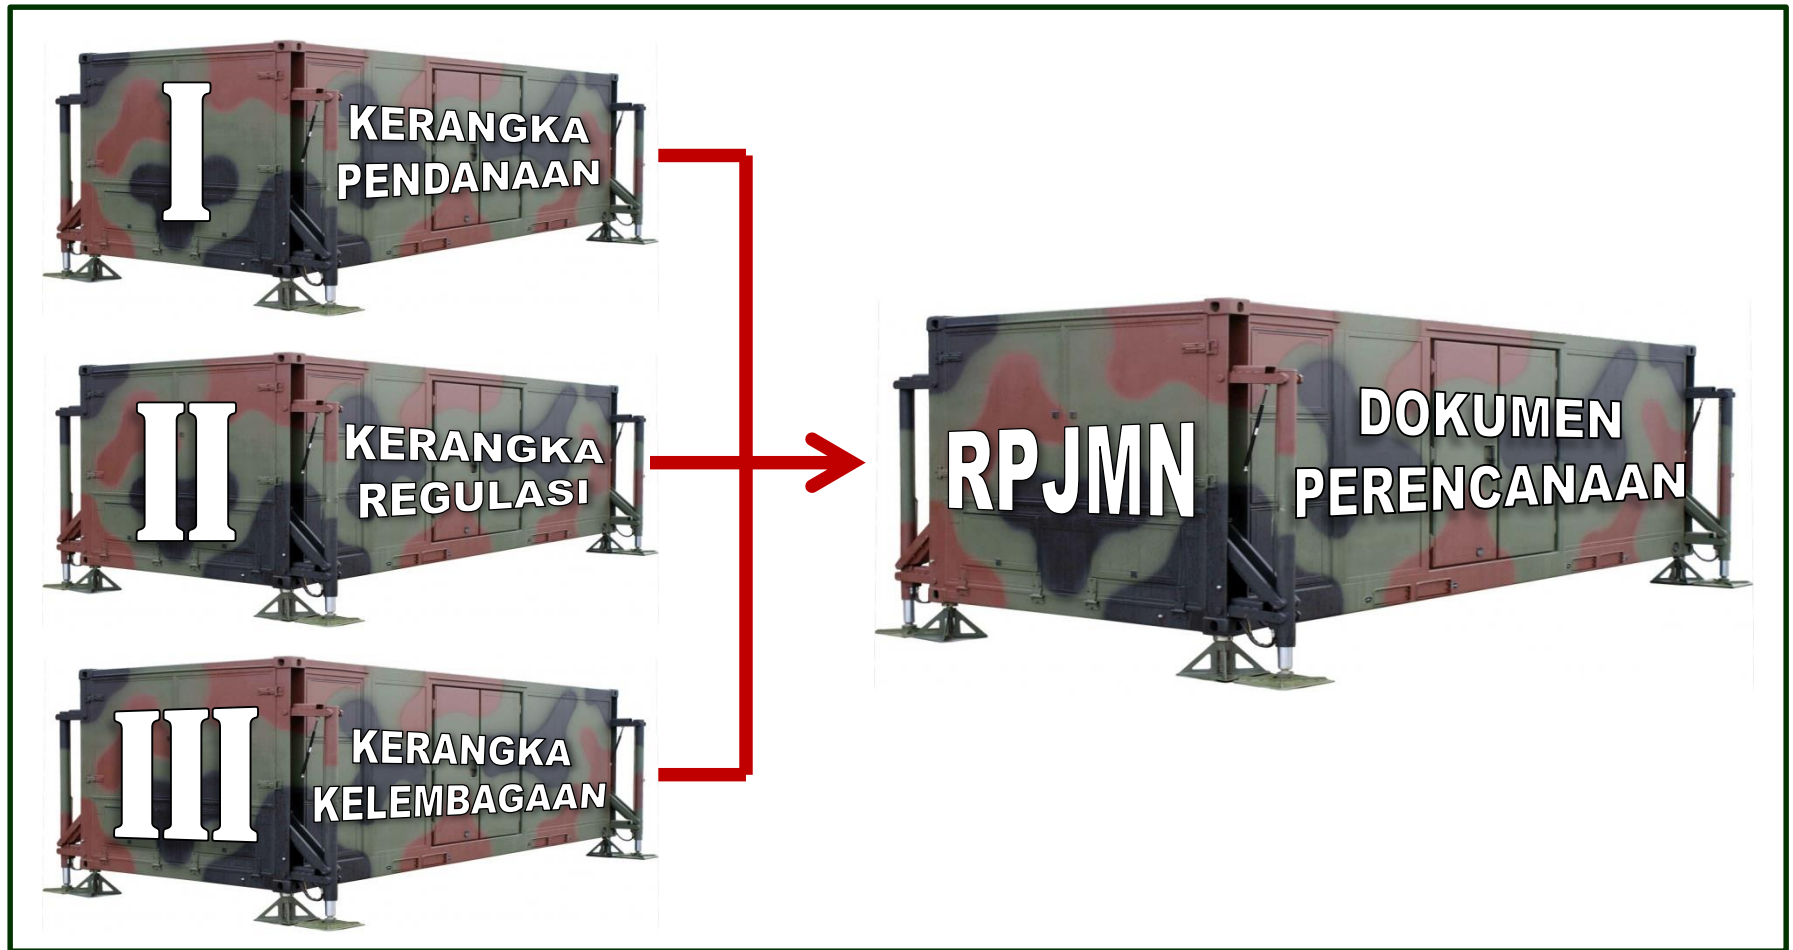 I
KERANGKA
PENDANAAN
II
KERANGKA
REGULASI
III
KERANGKA
KELEMBAGAAN
RPJMN
DOKUMEN
PERENCANAAN